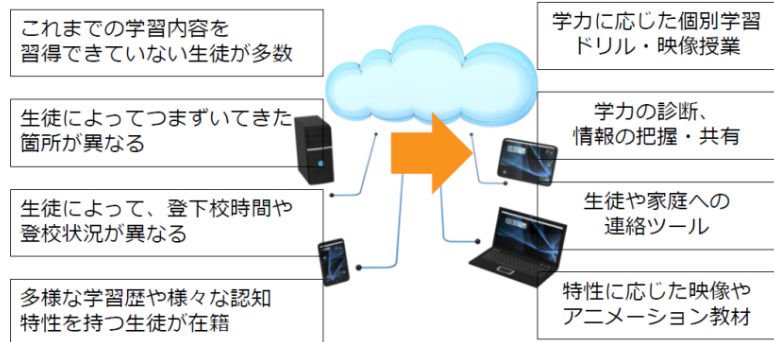 これまでの学習内容を
習得できていない生徒が多数
生徒によってつまずいてきた
箇所が異なる
生徒によって、登下校時間や
登校状況が異なる
多様な学習歴や様々な認知
特性を持つ生徒が在籍
学力に応じた個別学習
ドリル・映像授業
学力の診断、
情報の把握・共有
生徒や家庭への
連絡ツール
特性に応じた映像や
アニメーション教材